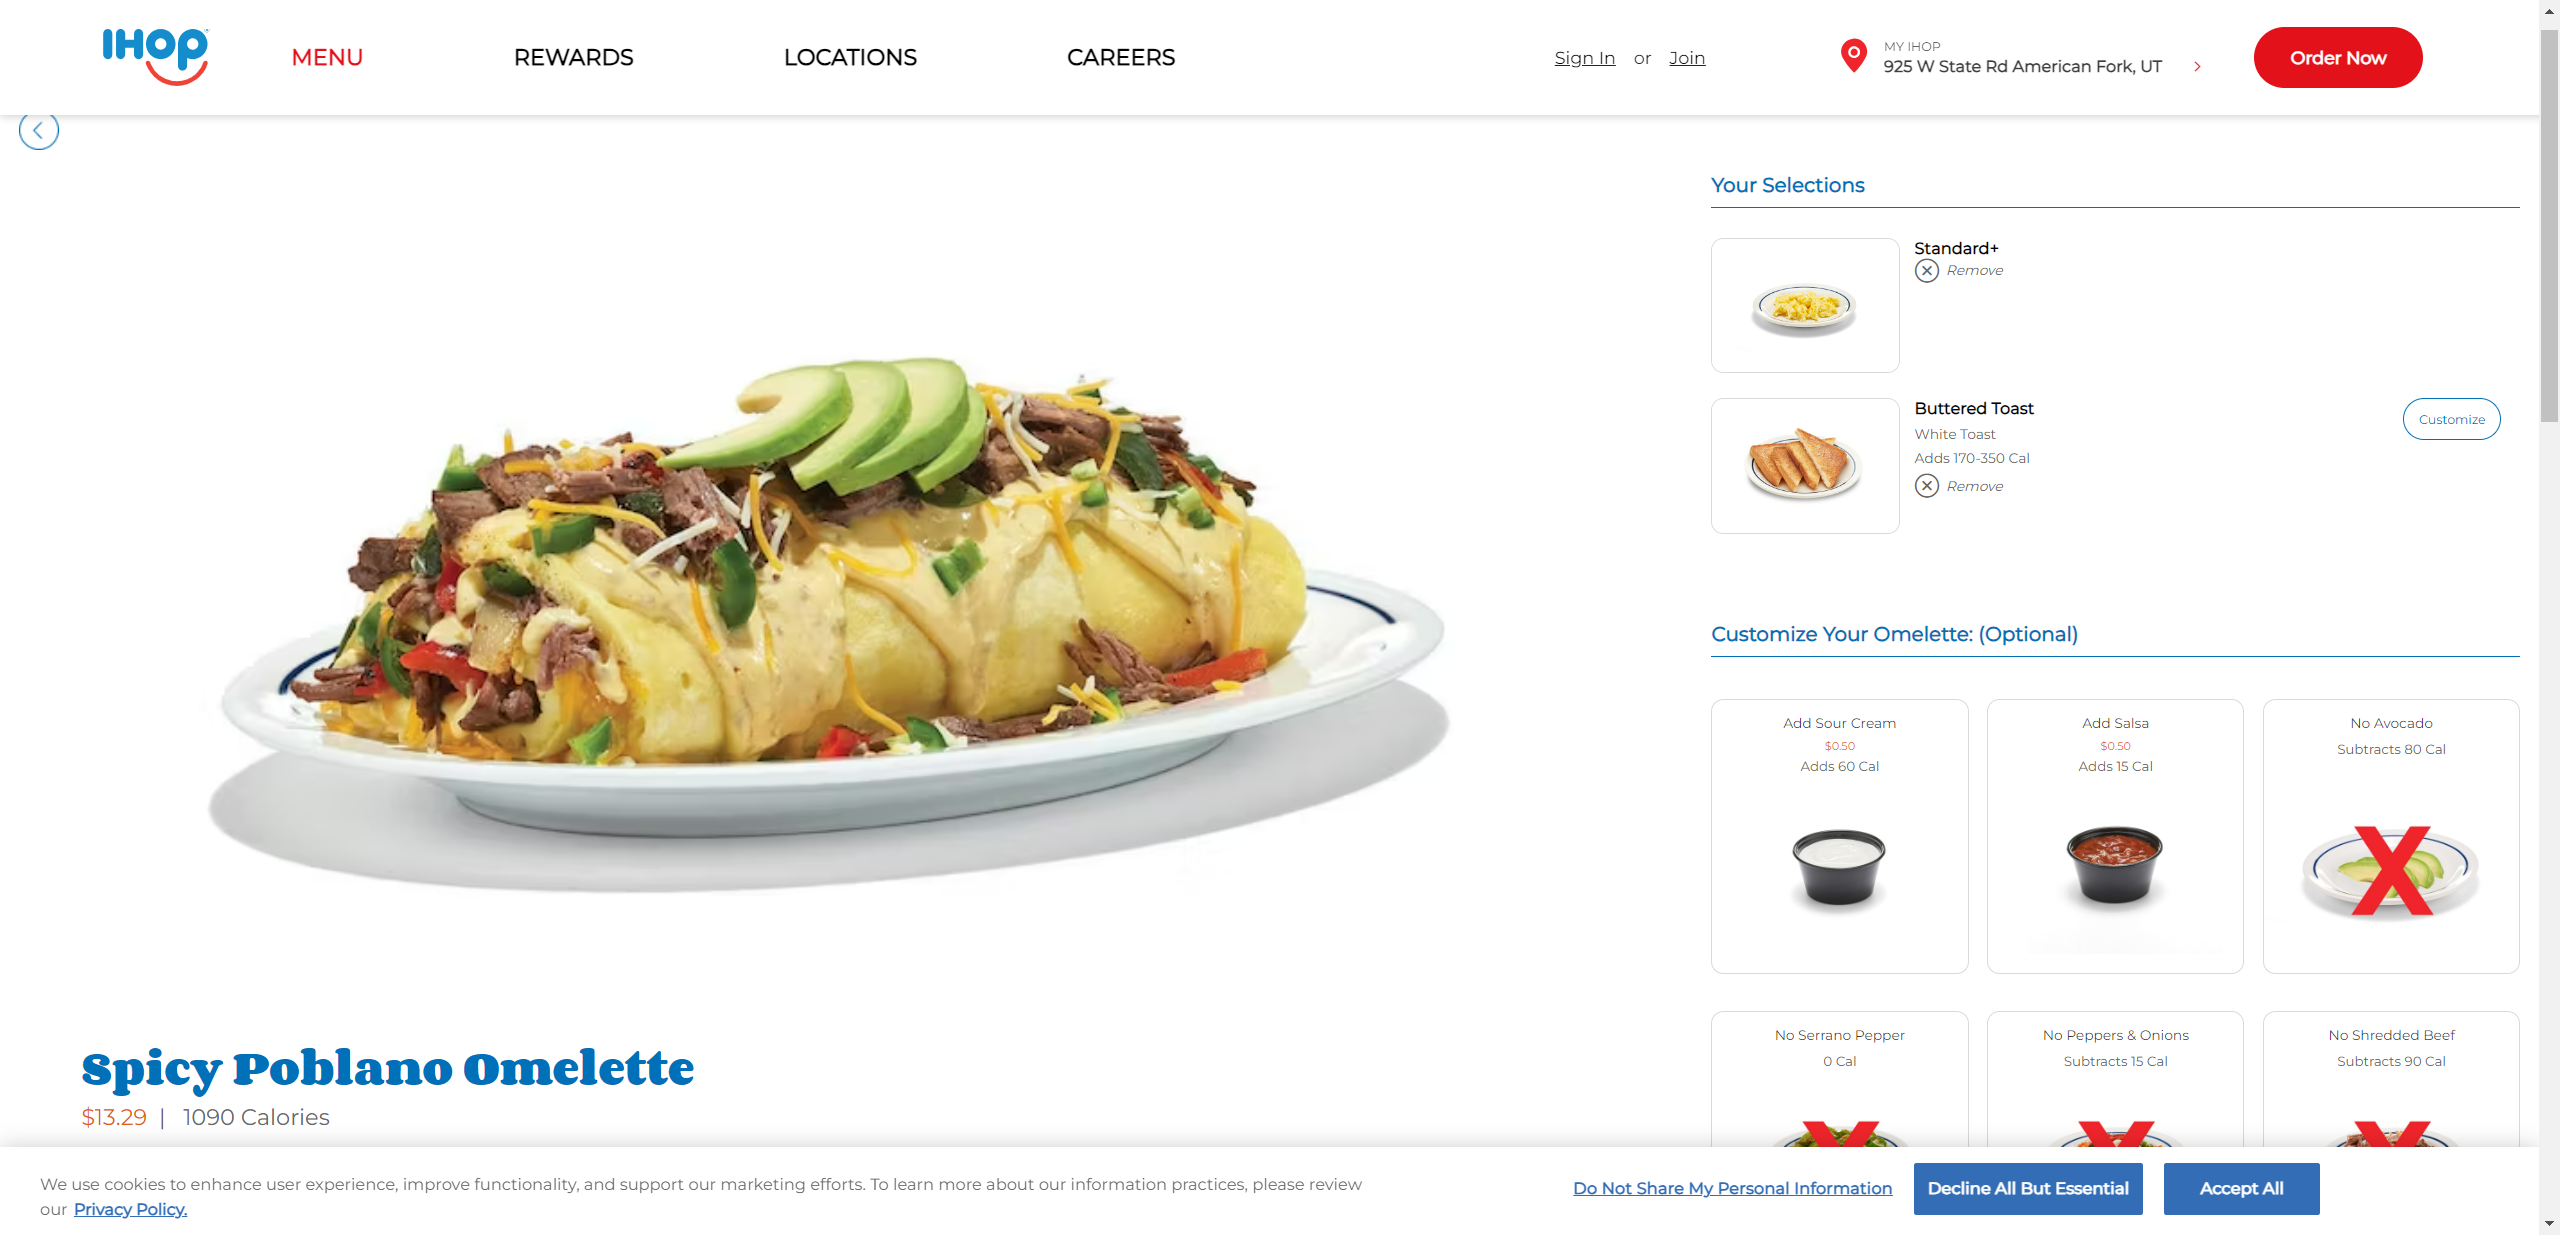 IHOP
MENU
REWARDS
LOCATIONS
CAREERS
Sign In or Join
MY IHOP
925 W State Rd American Fork, UT
Order Now
Your Selections
Standard+
Remove
Buttered Toast
White Toast
Adds 170-350 Cal
Remove
Customize
Customize Your Omelette: (Optional)
Add Sour Cream
$0.50
Adds 60 Cal
Add Salsa
$0.50
Adds 15 Cal
No Avocado
Subtracts 80 Cal
No Serrano Pepper
0 Cal
No Peppers & Onions
Subtracts 15 Cal
No Shredded Beef
Subtracts 90 Cal
Spicy Poblano Omelette
$13.29 | 1090 Calories
We use cookies to enhance user experience, improve functionality, and support our marketing efforts. To learn more about our information practices, please review
our Privacy Policy.
Do Not Share My Personal Information
Decline All But Essential
Accept All